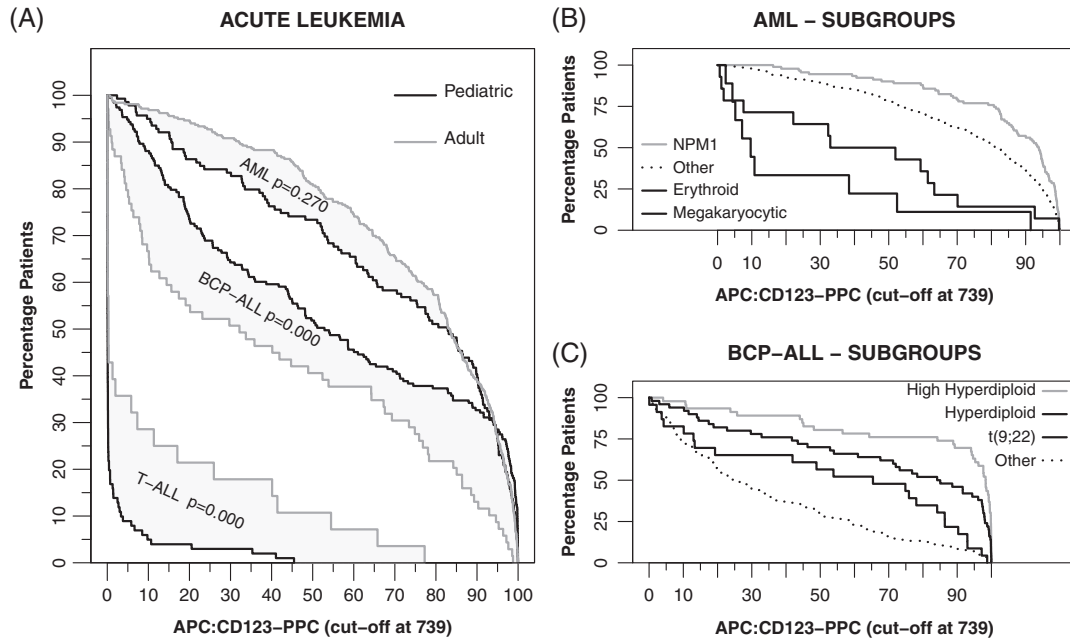 (A)
ACUTE LEUKEMIA
Percentage Patients
100
90
80
70
60
50
40
30
20
10
0
Pediatric
Adult
AML p=0.270
BCP–ALL p=0.000
T–ALL p=0.000
0 10 20 30 40 50 60 70 80 90 100
APC:CD123–PPC (cut–off at 739)
(B)
AML – SUBGROUPS
Percentage Patients
100
75
50
25
0
NPM1
Other
Erythroid
Megakaryocytic
0 10 30 50 70 90
APC:CD123–PPC (cut–off at 739)
(C)
BCP–ALL – SUBGROUPS
Percentage Patients
100
75
50
25
0
High Hyperdiploid
Hyperdiploid
t(9;22)
Other
0 10 30 50 70 90
APC:CD123–PPC (cut–off at 739)